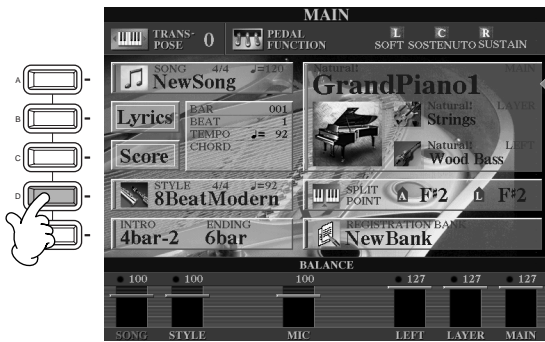 MAIN
TRANS-
POSE 0
PEDAL
FUNCTION
L C R
SOFT SOSTENUTO SUSTAIN
SONG 4/4 ♩=120
NewSong
Natural! MAIN
GrandPiano1
Lyrics
BAR 001
BEAT 1
TEMPO ♩= 92
CHORD
Natural! LAYER
Strings
Score
Natural! LEFT
Wood Bass
STYLE 4/4 ♩=92
8BeatModern
SPLIT
POINT
A F♯2 L F♯2
INTRO ENDING
4bar-2 6bar
REGISTRATION BANK
NewBank
BALANCE
100 100 100 127 127 127
SONG STYLE MIC LEFT LAYER MAIN
A
B
C
D